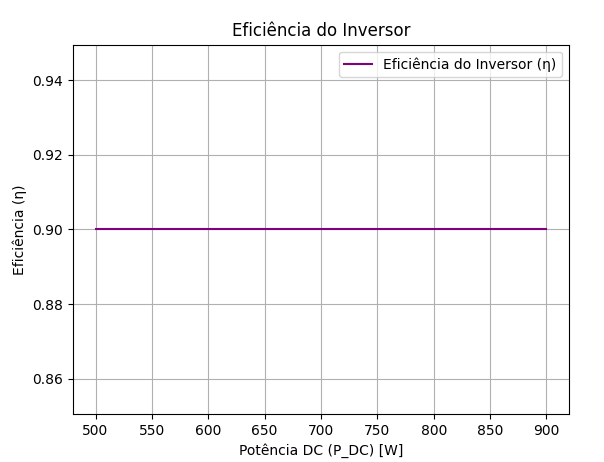 Eficiência do Inversor
Eficiência do Inversor (η)
0.94
0.92
0.90
0.88
0.86
Eficiência (η)
500 550 600 650 700 750 800 850 900
Potência DC (P_DC) [W]